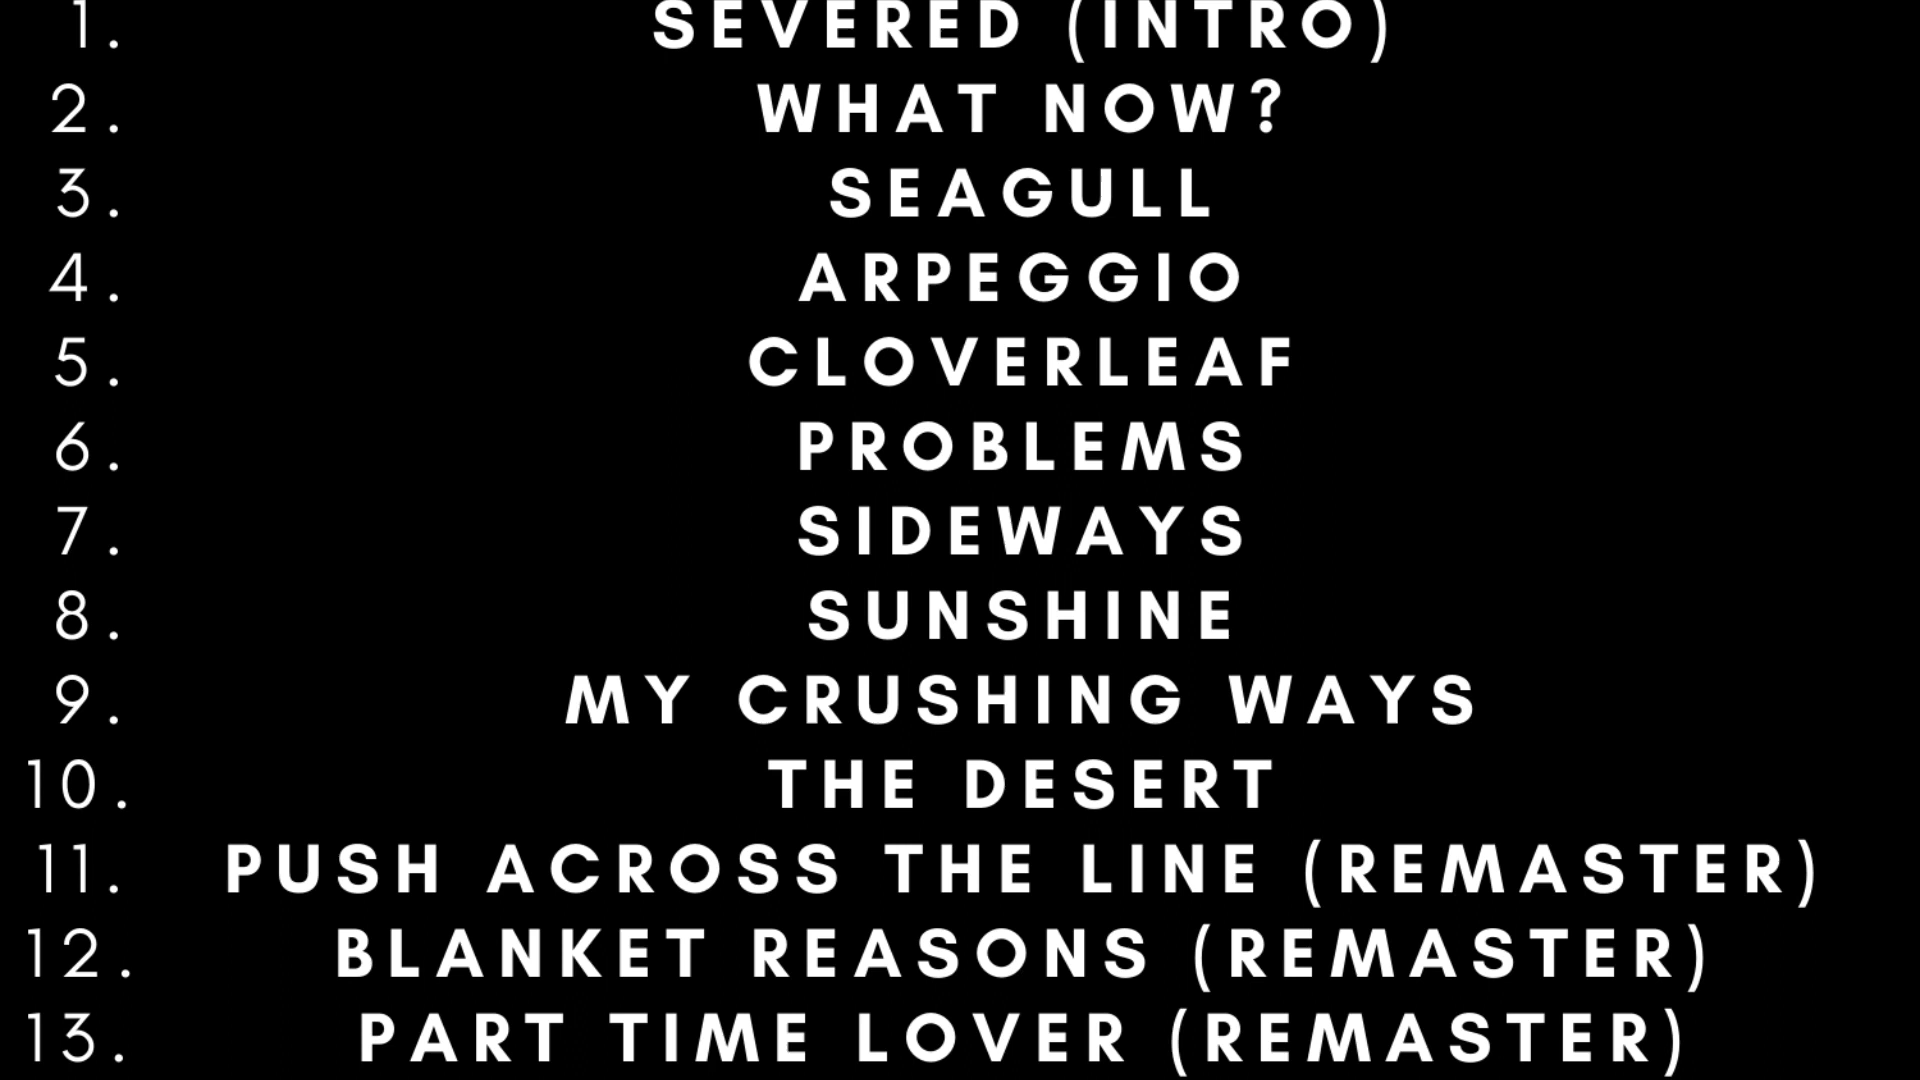 1. SEVERED (INTRO)
2. WHAT NOW?
3. SEAGULL
4. ARPEGGIO
5. CLOVERLEAF
6. PROBLEMS
7. SIDEWAYS
8. SUNSHINE
9. MY CRUSHING WAYS
10. THE DESERT
11. PUSH ACROSS THE LINE (REMASTER)
12. BLANKET REASONS (REMASTER)
13. PART TIME LOVER (REMASTER)